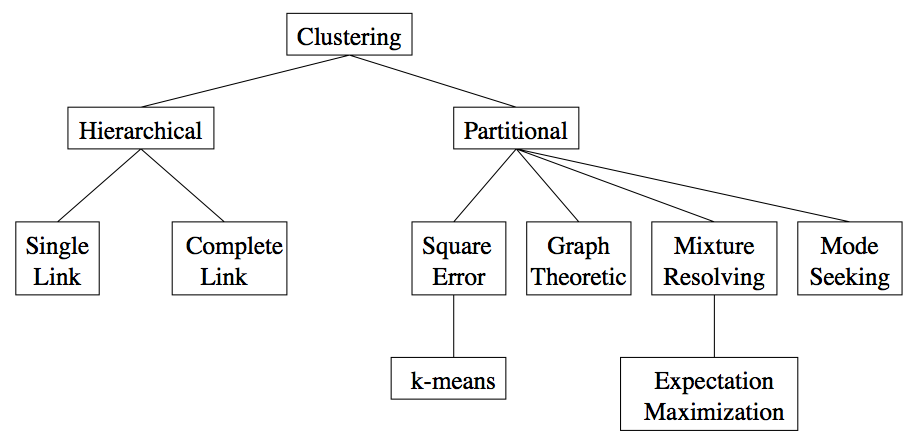 Clustering
Hierarchical
Partitional
Single
Link
Complete
Link
Square
Error
Graph
Theoretic
Mixture
Resolving
Mode
Seeking
k-means
Expectation
Maximization